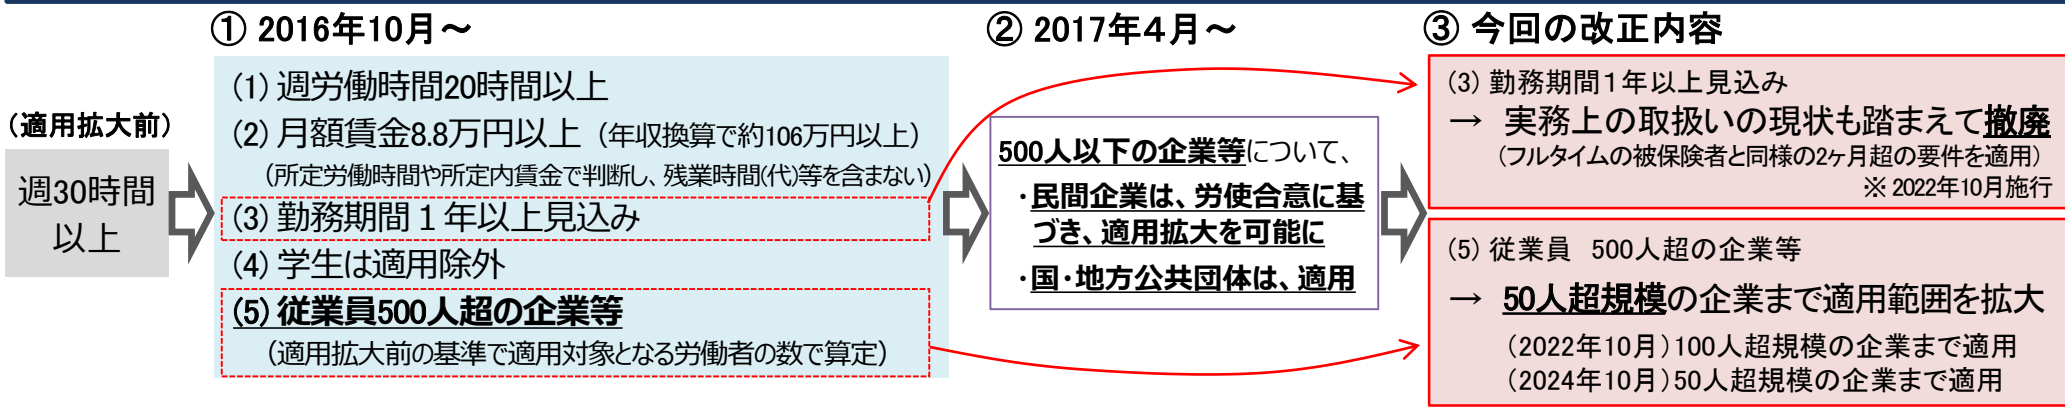 (適用拡大前)
週30時間
以上
① 2016年10月~
(1) 週労働時間20時間以上
(2) 月額賃金8.8万円以上 (年収換算で約106万円以上)
(所定労働時間や所定内賃金で判断し、残業時間(代)等を含まない)
(3) 勤務期間1年以上見込み
(4) 学生は適用除外
(5) 従業員500人超の企業等
(適用拡大前の基準で適用対象となる労働者の数で算定)
② 2017年4月~
500人以下の企業等について、
・民間企業は、労使合意に基
づき、適用拡大を可能に
・国・地方公共団体は、適用
③ 今回の改正内容
(3) 勤務期間1年以上見込み
→ 実務上の取扱いの現状も踏まえて撤廃
(フルタイムの被保険者と同様の2ヶ月超の要件を適用)
※ 2022年10月施行
(5) 従業員 500人超の企業等
→ 50人超規模の企業まで適用範囲を拡大
(2022年10月)100人超規模の企業まで適用
(2024年10月)50人超規模の企業まで適用